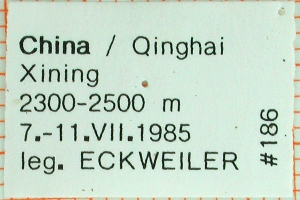 China / Qinghai
Xining
2300-2500 m
7.-11.VII.1985
leg. ECKWEILER
#186